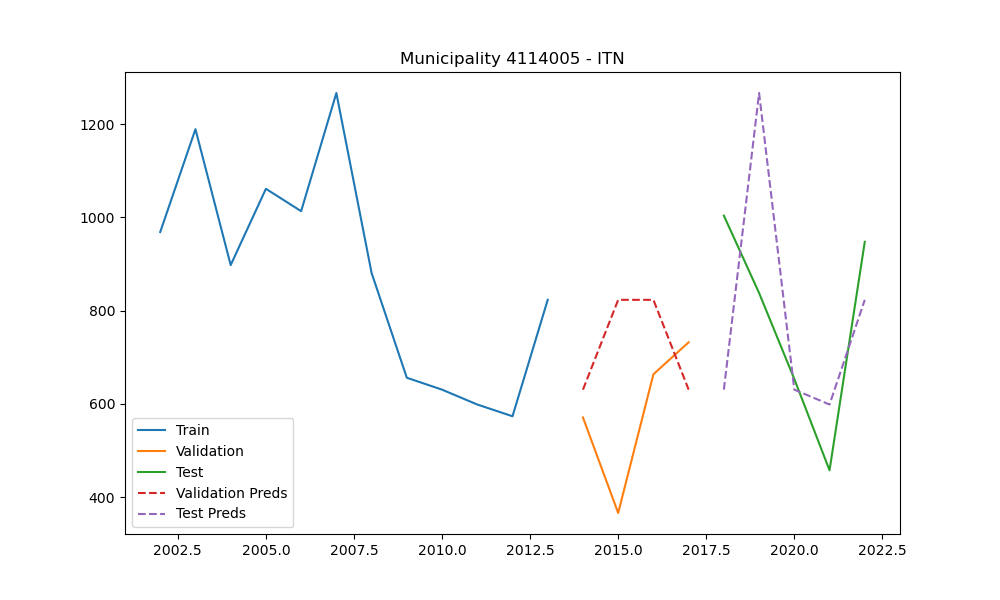 Municipality 4114005 - ITN
1200
1000
800
600
400
Train
Validation
Test
Validation Preds
Test Preds
2002.5 2005.0 2007.5 2010.0 2012.5 2015.0 2017.5 2020.0 2022.5